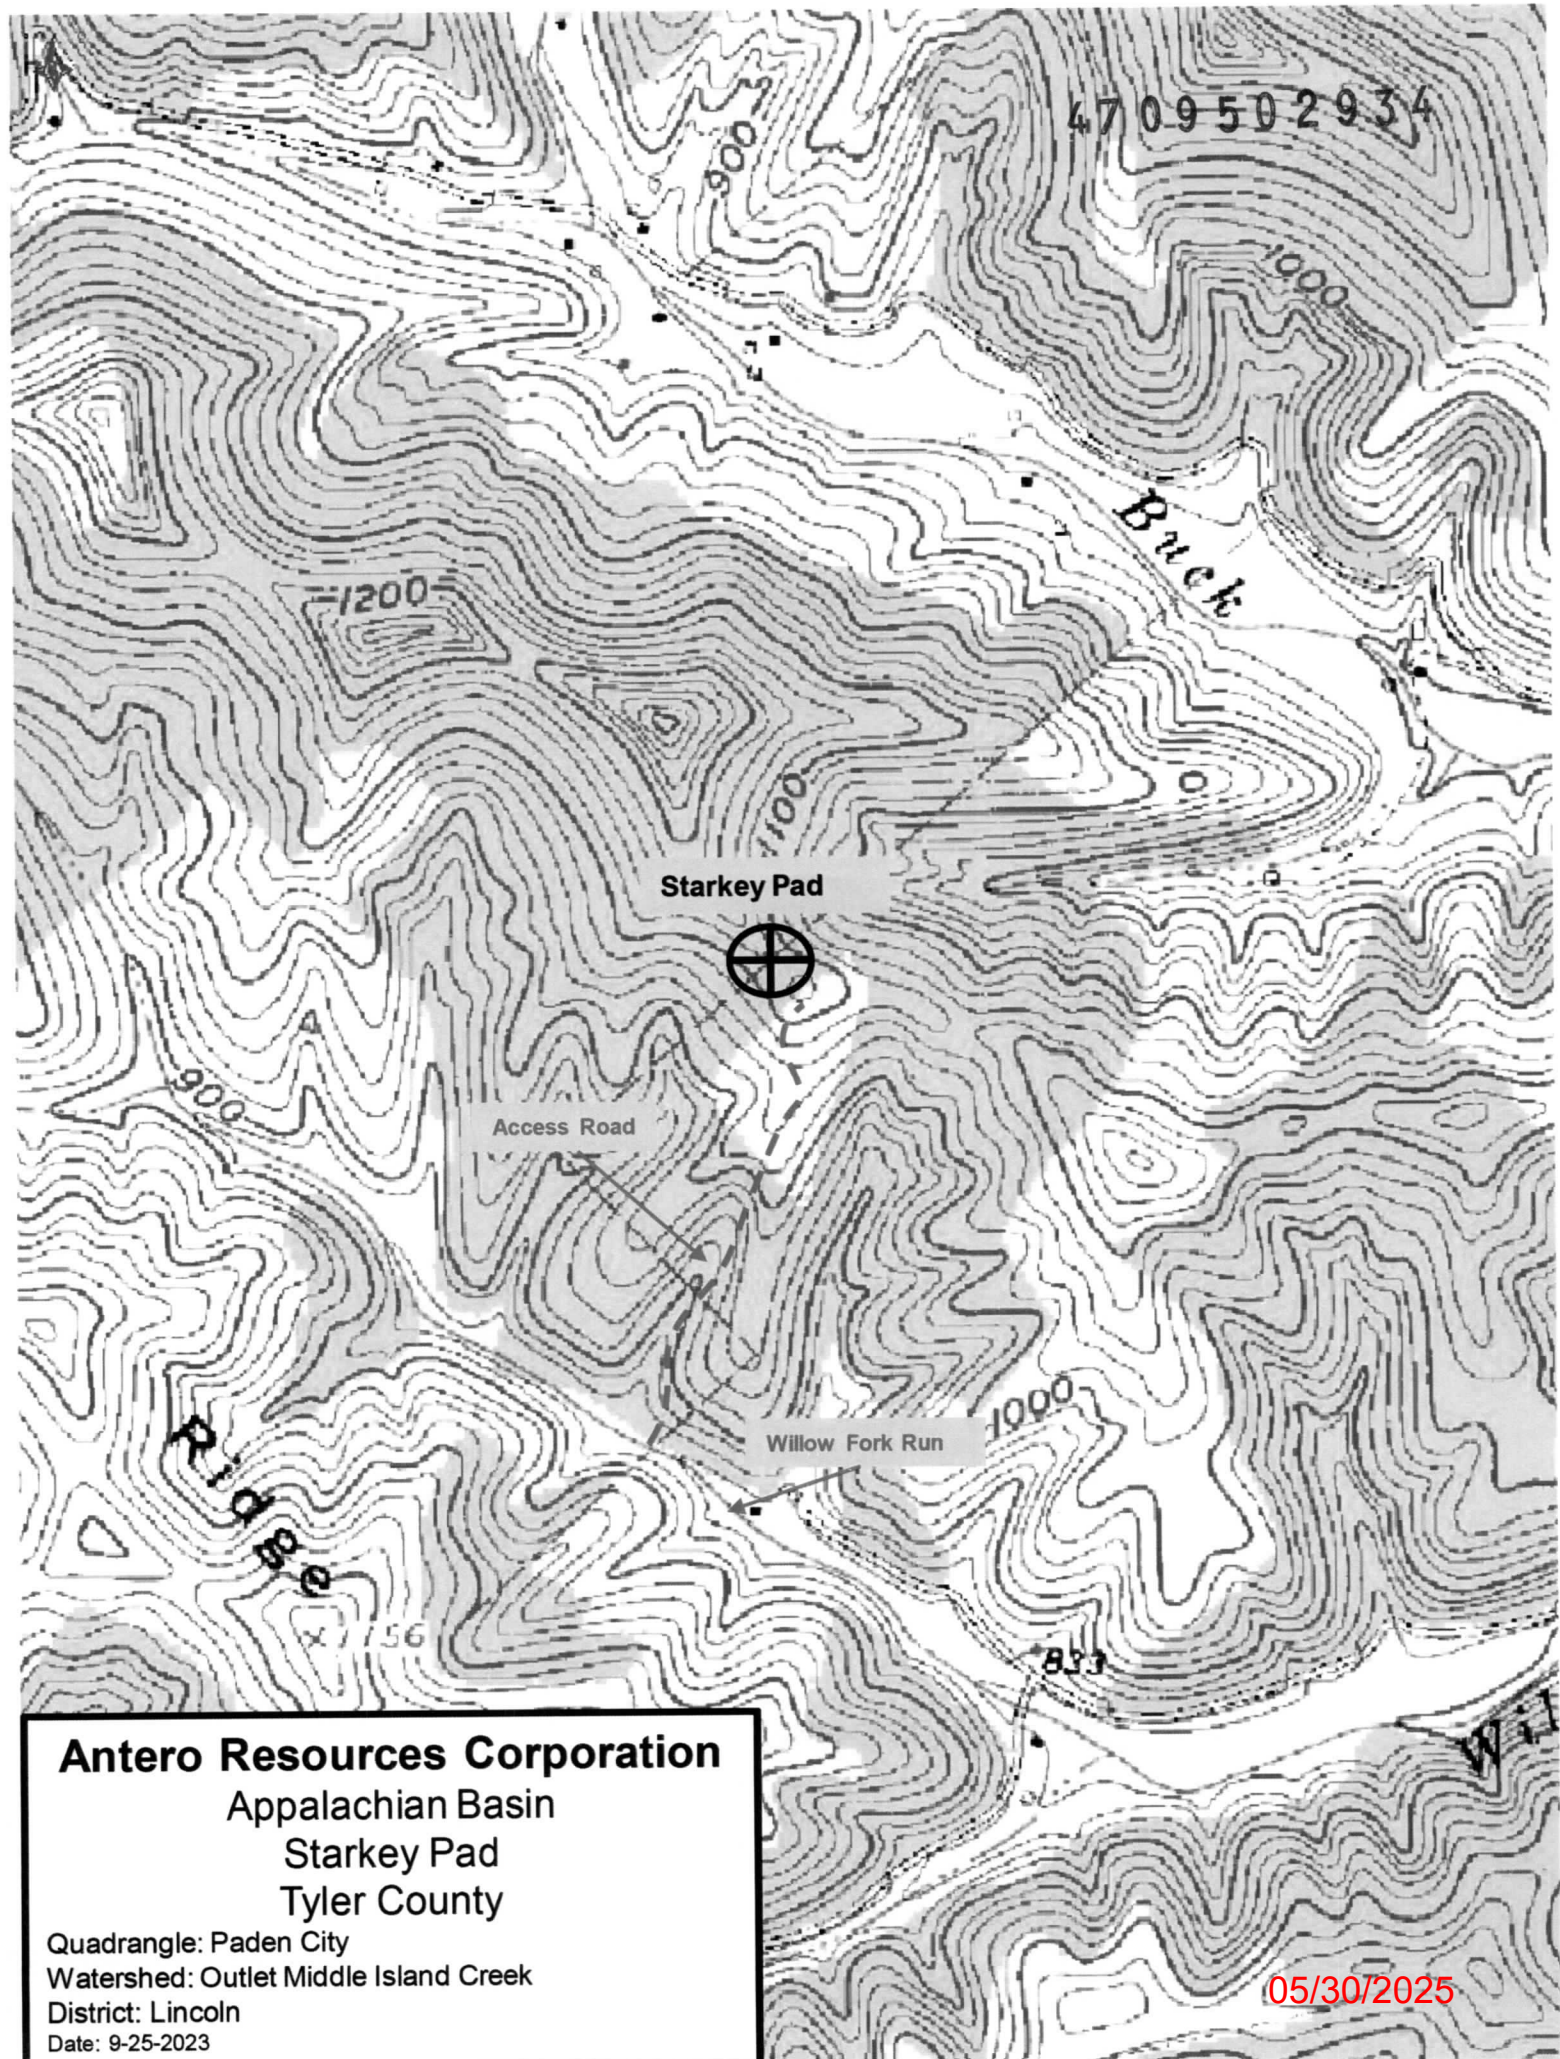 4709502934
900
1000
Buck
1200
1100
Starkey Pad
900
Access Road
1000
Willow Fork Run
Ridge
833
Wil
Antero Resources Corporation
Appalachian Basin
Starkey Pad
Tyler County
Quadrangle: Paden City
Watershed: Outlet Middle Island Creek
District: Lincoln
Date: 9-25-2023
05/30/2025